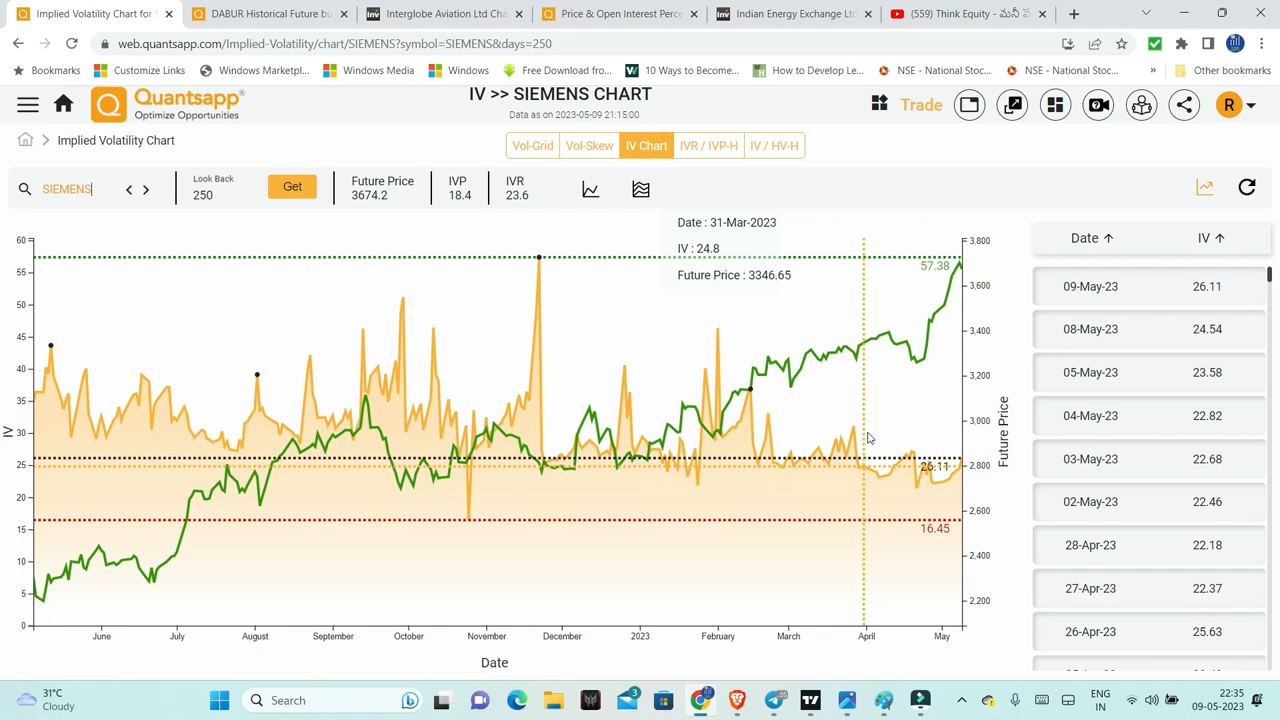 Implied Volatility Chart for S
DABUR Historical Future bu
Interglobe Aviation Ltd Cha
Price & Open Interest Perce
Indian Energy Exchange Ltd
(559) Think Equity - మనీ
web.quantsapp.com/Implied-Volatility/chart/SIEMENS?symbol=SIEMENS&days=250
Bookmarks
Customize Links
Windows Marketpl...
Windows Media
Windows
Free Download fro...
10 Ways to Become...
How to Develop Le...
NSE - National Stoc...
NSE - National Stoc...
»
Other bookmarks
Quantsapp®
Optimize Opportunities
IV >> SIEMENS CHART
Data as on 2023-05-09 21:15:00
Trade
R
Implied Volatility Chart
Vol-Grid
Vol-Skew
IV Chart
IVR / IVP-H
IV / HV-H
SIEMENS
Look Back
250
Get
Future Price
3674.2
IVP
18.4
IVR
23.6
Date : 31-Mar-2023
IV : 24.8
Future Price : 3346.65
60
55
50
45
40
35
30
25
20
15
10
5
0
IV
57.38
26.11
16.45
3,800
3,600
3,400
3,200
3,000
2,800
2,600
2,400
2,200
Future Price
June
July
August
September
October
November
December
2023
February
March
April
May
Date
Date ↑ IV ↑
09-May-23 26.11
08-May-23 24.54
05-May-23 23.58
04-May-23 22.82
03-May-23 22.68
02-May-23 22.46
28-Apr-23 22.18
27-Apr-23 22.37
26-Apr-23 25.63
31°C
Cloudy
Search
3
ENG
IN
22:35
09-05-2023